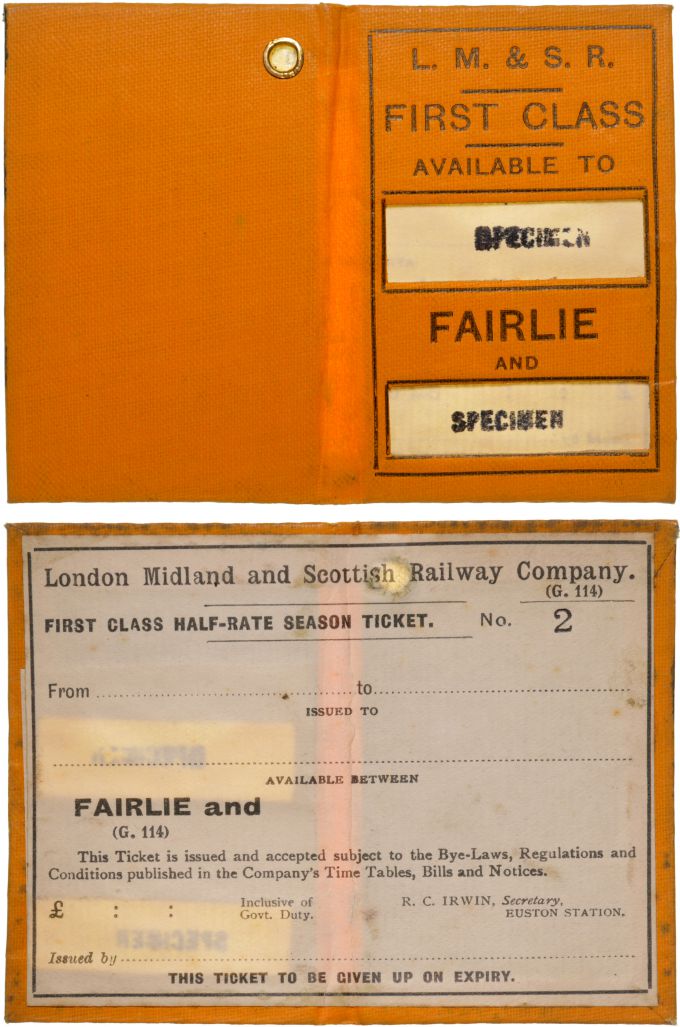 L. M. & S. R.
FIRST CLASS
AVAILABLE TO
SPECIMEN
FAIRLIE
AND
SPECIMEN
London Midland and Scottish Railway Company.
(G. 114)
FIRST CLASS HALF-RATE SEASON TICKET. No. 2
From ........ to ........
ISSUED TO
AVAILABLE BETWEEN
FAIRLIE and
(G. 114)
This Ticket is issued and accepted subject to the Bye-Laws, Regulations and
Conditions published in the Company's Time Tables, Bills and Notices.
£ : : Inclusive of Govt. Duty.
R. C. IRWIN, Secretary,
EUSTON STATION.
Issued by ........
THIS TICKET TO BE GIVEN UP ON EXPIRY.